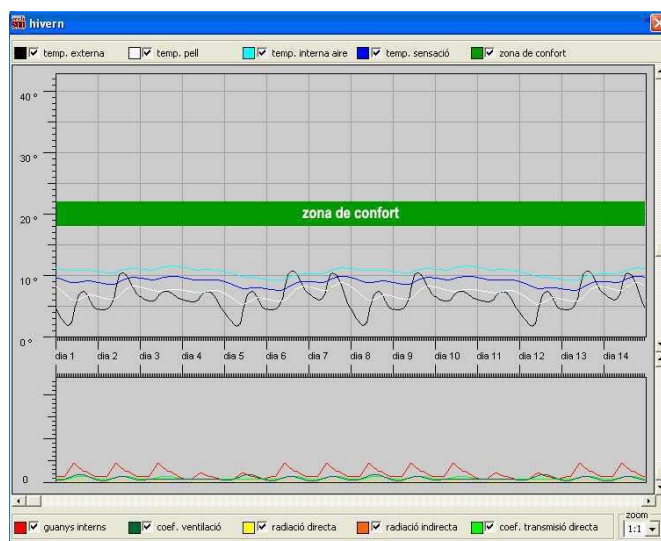 hivern
temp. externa temp. pell temp. interna aire temp. sensació zona de confort
40 °
30 °
20 °
zona de confort
10 °
0 °
dia 1 dia 2 dia 3 dia 4 dia 5 dia 6 dia 7 dia 8 dia 9 dia 10 dia 11 dia 12 dia 13 dia 14
0
guanys interns coef. ventilació radiació directa radiació indirecta coef. transmisió directa
zoom
1:1